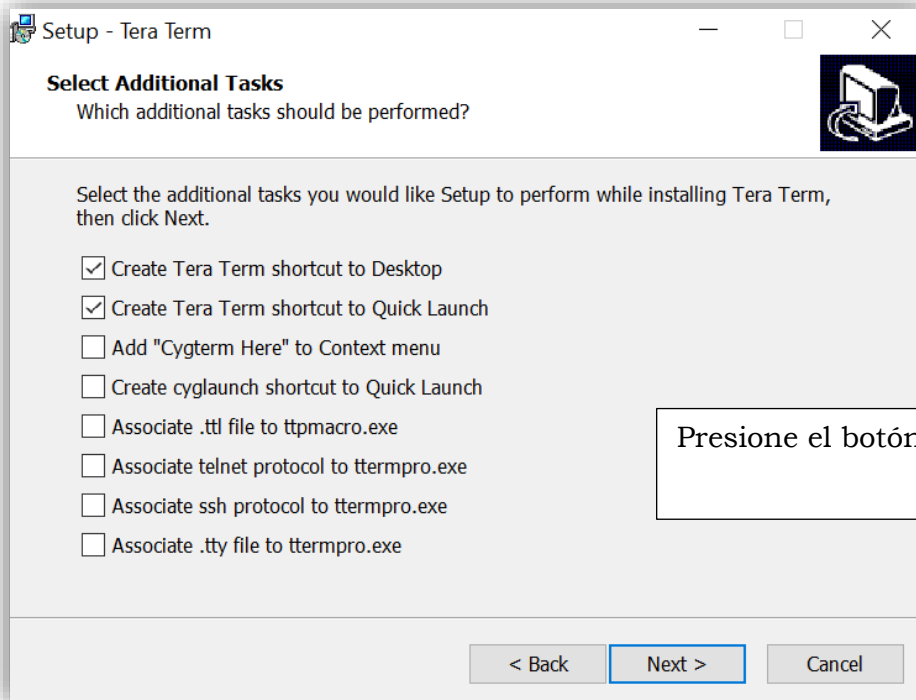 Setup - Tera Term
Select Additional Tasks
Which additional tasks should be performed?
Select the additional tasks you would like Setup to perform while installing Tera Term,
then click Next.
Create Tera Term shortcut to Desktop
Create Tera Term shortcut to Quick Launch
Add "Cygterm Here" to Context menu
Create cyglaunch shortcut to Quick Launch
Associate .ttl file to ttpmacro.exe
Presione el botón
Associate telnet protocol to ttermpro.exe
Associate ssh protocol to ttermpro.exe
Associate .tty file to ttermpro.exe
< Back
Next >
Cancel